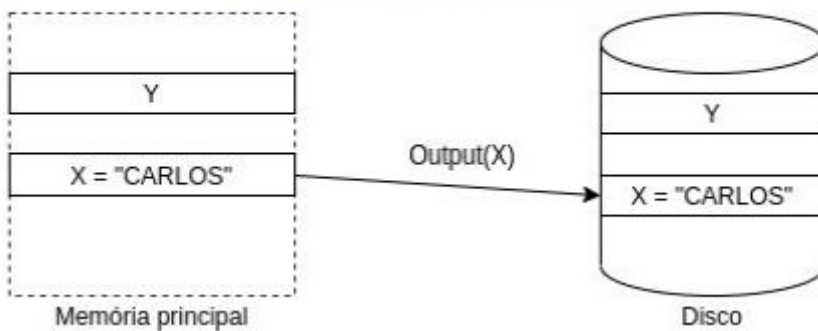 Y
X = "CARLOS"
Output(X)
Y
X = "CARLOS"
Memória principal
Disco